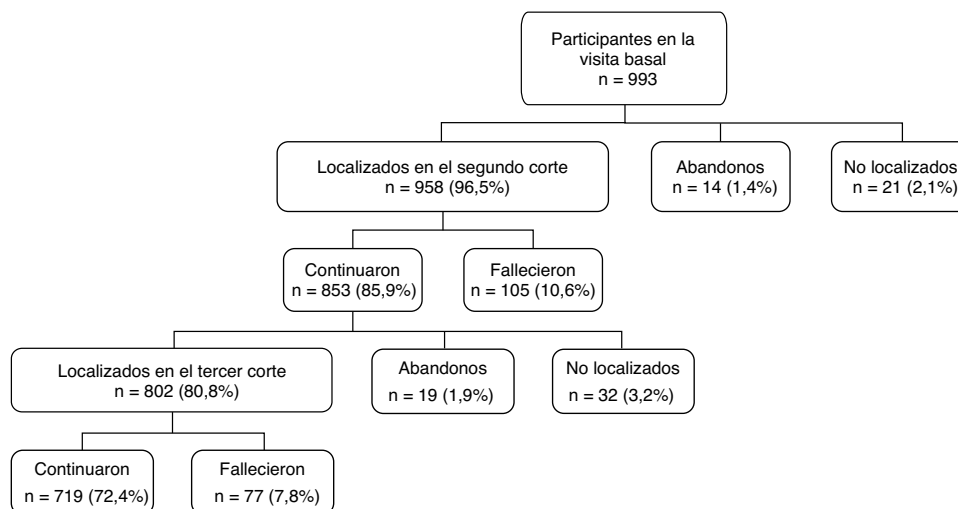 Participantes en la
visita basal
n = 993
Localizados en el segundo corte
n = 958 (96,5%)
Abandonos
n = 14 (1,4%)
No localizados
n = 21 (2,1%)
Continuaron
n = 853 (85,9%)
Fallecieron
n = 105 (10,6%)
Localizados en el tercer corte
n = 802 (80,8%)
Abandonos
n = 19 (1,9%)
No localizados
n = 32 (3,2%)
Continuaron
n = 719 (72,4%)
Fallecieron
n = 77 (7,8%)